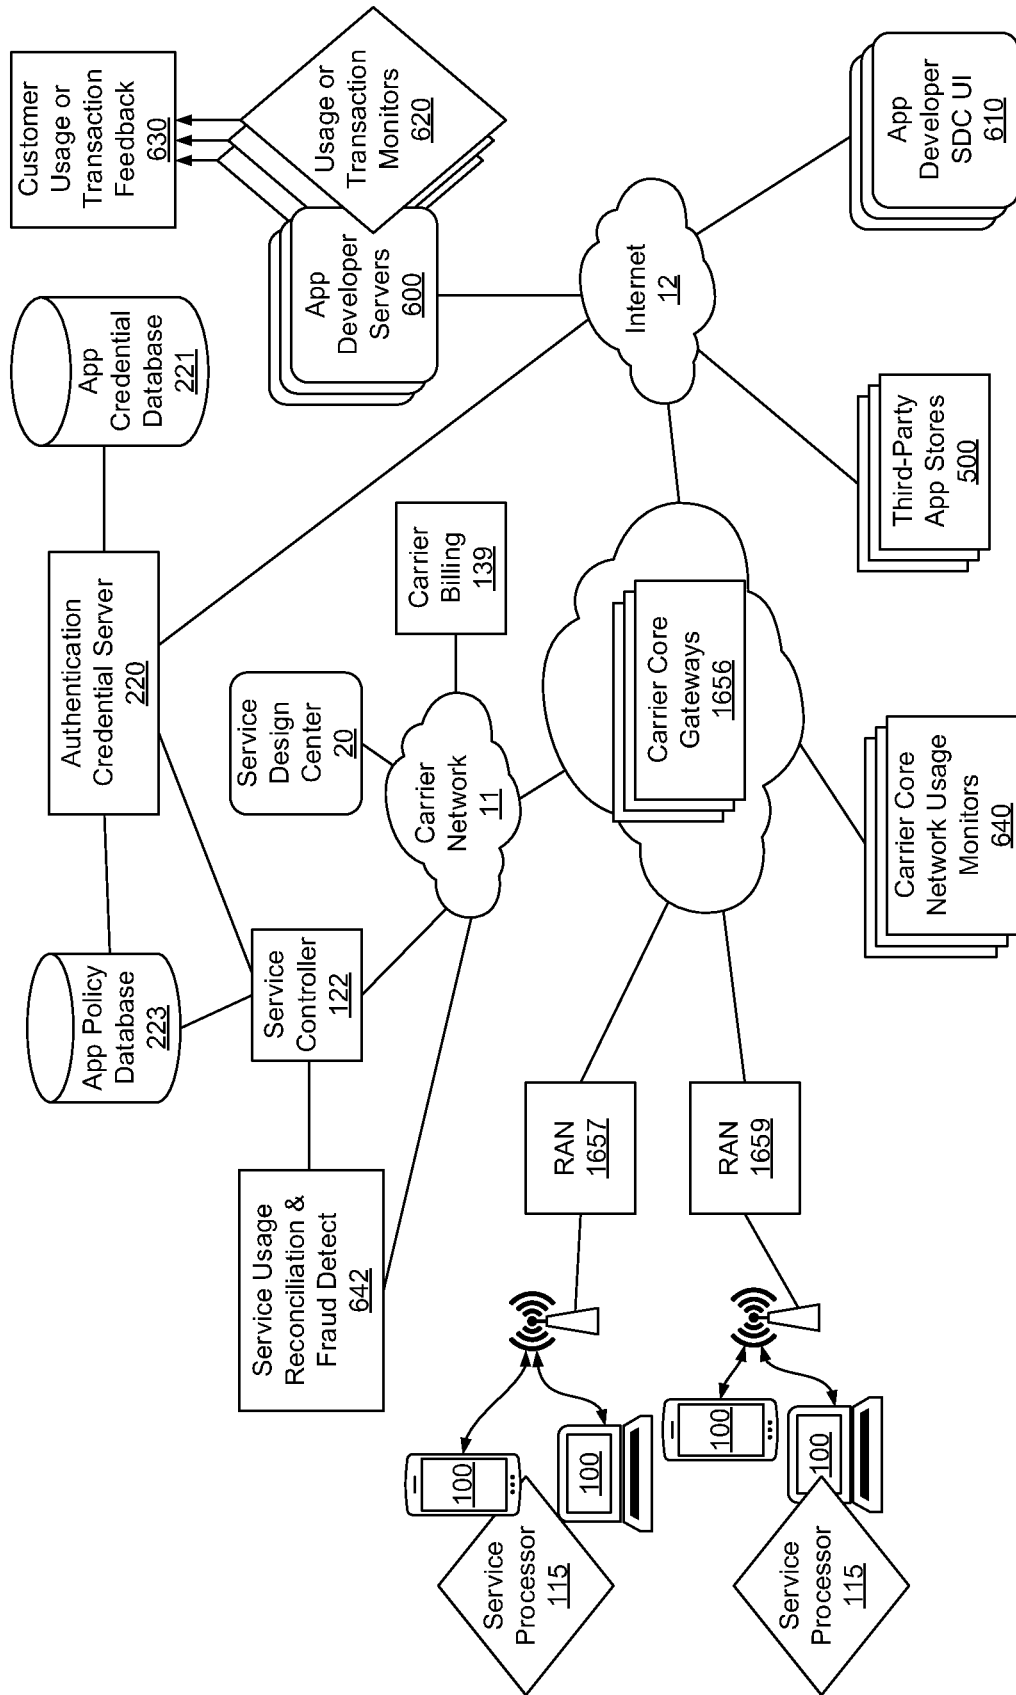 Customer
Usage or
Transaction
Feedback
630
Usage or
Transaction
Monitors
620
App
Developer
Servers
600
App
Developer
SDC UI
610
App
Credential
Database
221
Internet
12
Authentication
Credential Server
220
Carrier
Billing
139
Third-Party
App Stores
500
Service
Design
Center
20
Carrier
Network
11
Carrier Core
Gateways
1656
Carrier Core
Network Usage
Monitors
640
App Policy
Database
223
Service
Controller
122
RAN
1657
RAN
1659
Service Usage
Reconciliation &
Fraud Detect
642
100
100
100
100
Service
Processor
115
Service
Processor
115